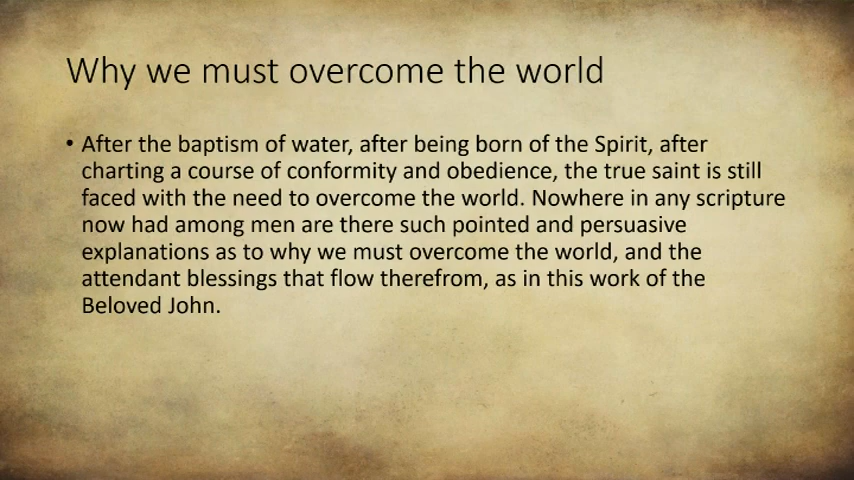 Why we must overcome the world
• After the baptism of water, after being born of the Spirit, after
charting a course of conformity and obedience, the true saint is still
faced with the need to overcome the world. Nowhere in any scripture
now had among men are there such pointed and persuasive
explanations as to why we must overcome the world, and the
attendant blessings that flow therefrom, as in this work of the
Beloved John.